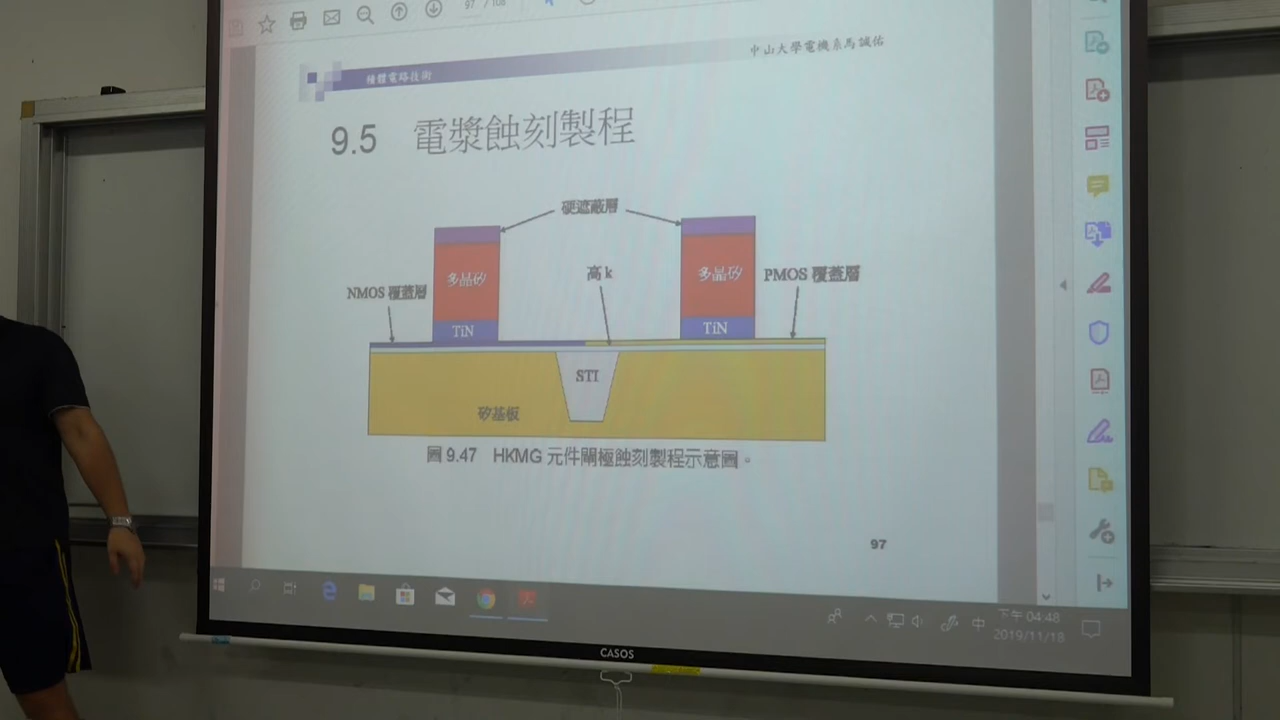 97 / 108
中山大學電機系馬誠佑
積體電路技術
9.5 電漿蝕刻製程
硬遮蔽層
多晶矽
高 k
多晶矽
PMOS 覆蓋層
NMOS 覆蓋層
TiN
TiN
STI
矽基板
圖 9.47 HKMG 元件閘極蝕刻製程示意圖。
97
中
下午 04:48
2019/11/18
CASOS